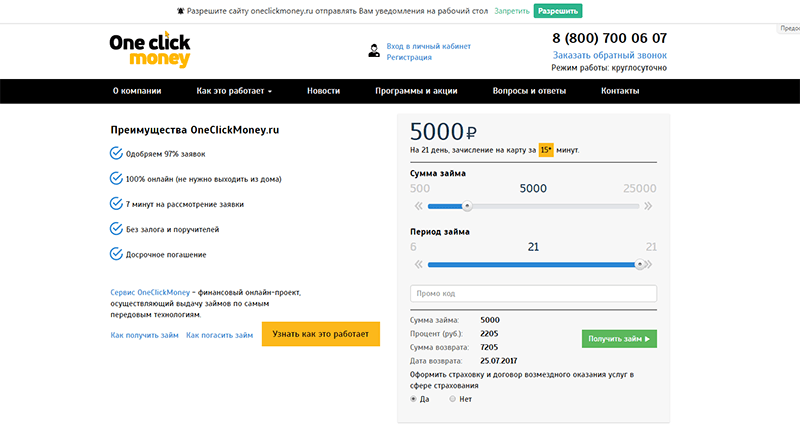 Разрешите сайту oneclickmoney.ru отправлять Вам уведомления на рабочий стол Запретить Разрешить
One click
money
Вход в личный кабинет
Регистрация
8 (800) 700 06 07
Заказать обратный звонок
Режим работы: круглосуточно
О компании Как это работает Новости Программы и акции Вопросы и ответы Контакты
Преимущества OneClickMoney.ru
Одобряем 97% заявок
100% онлайн (не нужно выходить из дома)
7 минут на рассмотрение заявки
Без залога и поручителей
Досрочное погашение
Сервис OneClickMoney – финансовый онлайн-проект,
осуществляющий выдачу займов по самым
передовым технологиям.
Как получить займ Как погасить займ Узнать как это работает
5000₽
На 21 день, зачисление на карту за 15* минут.
Сумма займа
500 5000 25000
Период займа
6 21 21
Промо код
Сумма займа: 5000
Процент (руб.): 2205
Сумма возврата: 7205
Дата возврата: 25.07.2017
Получить займ
Оформить страховку и договор возмездного оказания услуг в
сфере страхования
Да Нет